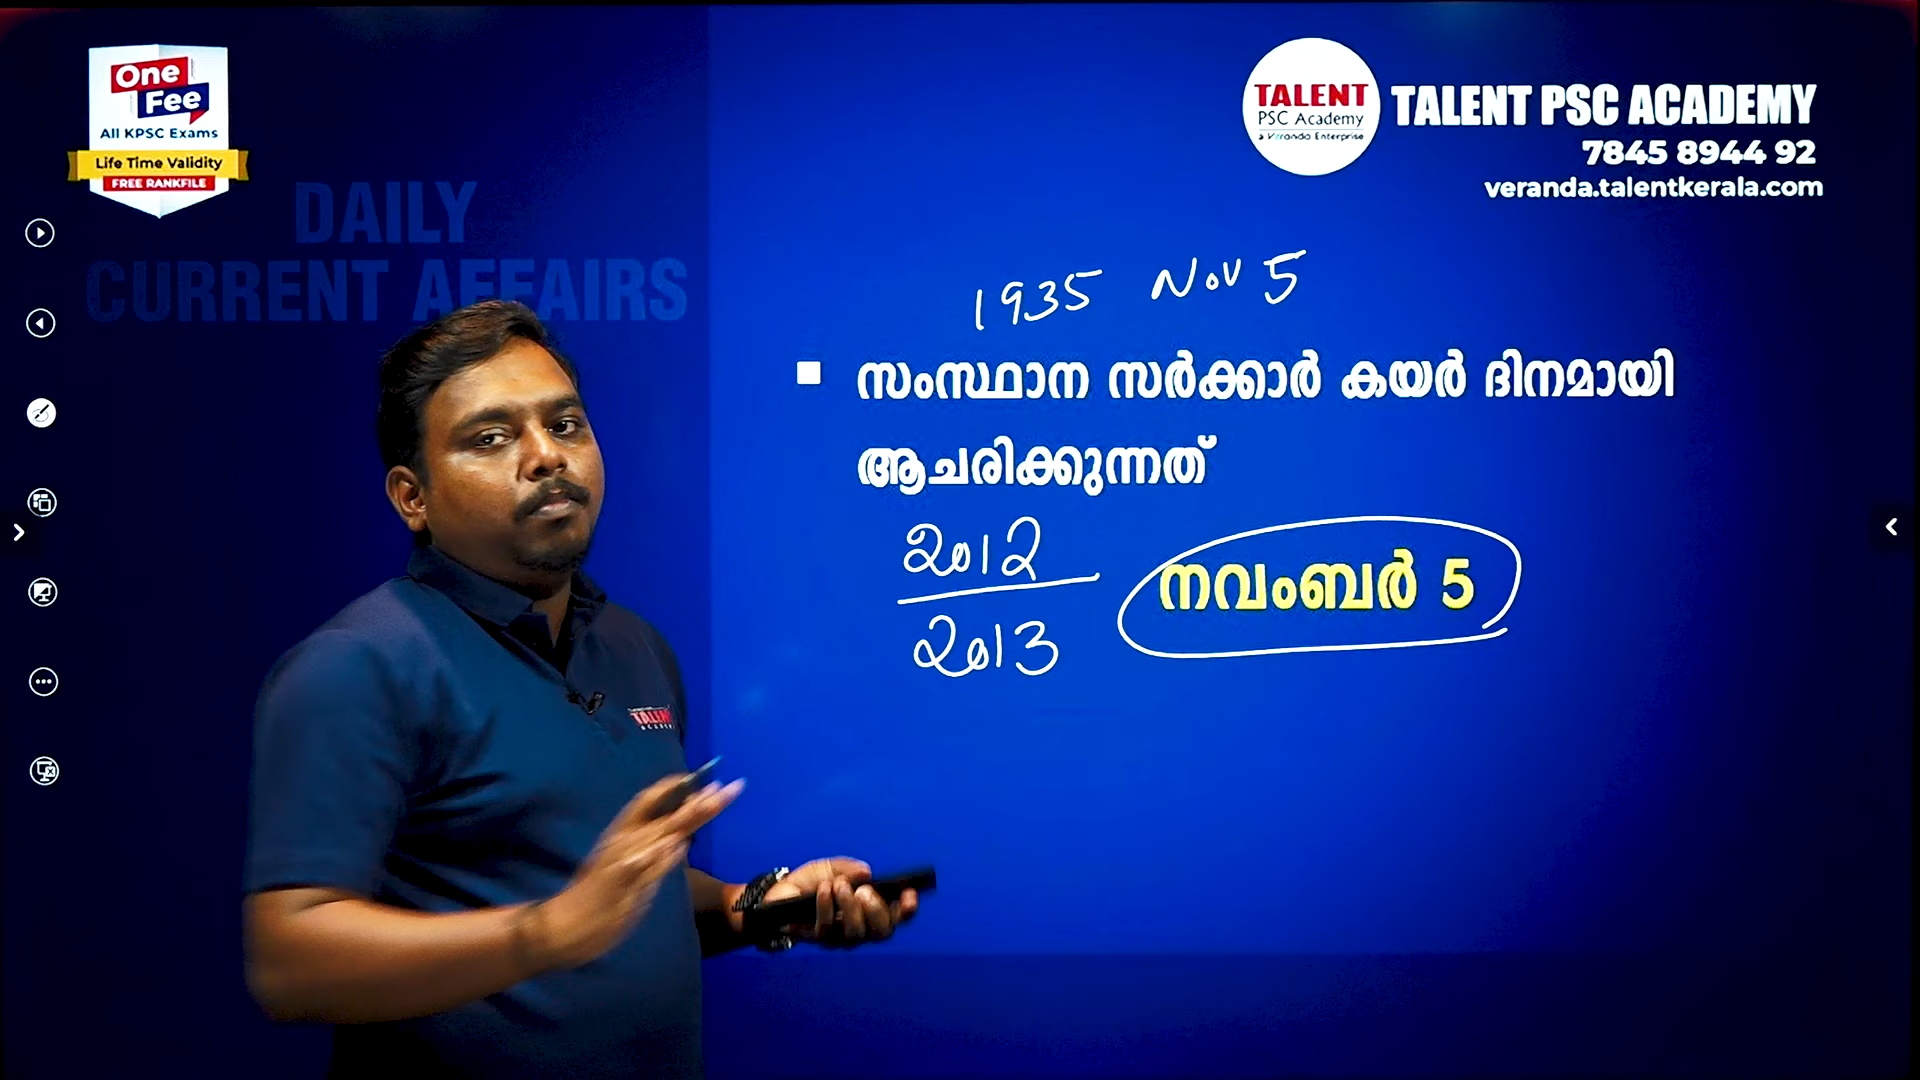 One
Fee
All KPSC Exams
Life Time Validity
FREE RANKFILE
TALENT
PSC Academy
a Veranda Enterprise
TALENT PSC ACADEMY
7845 8944 92
veranda.talentkerala.com
DAILY
CURRENT AFFAIRS
1935 Nov 5
സംസ്ഥാന സർക്കാർ കയർ ദിനമായി
ആചരിക്കുന്നത്
2012
2013
നവംബർ 5
TALENT